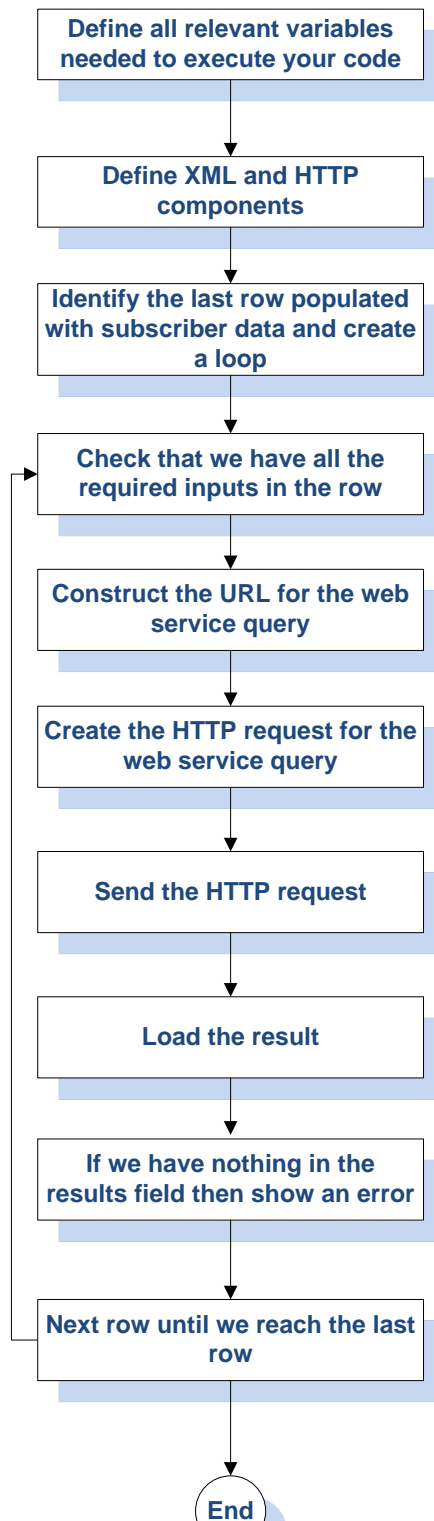 Define all relevant variables
needed to execute your code
Define XML and HTTP
components
Identify the last row populated
with subscriber data and create
a loop
Check that we have all the
required inputs in the row
Construct the URL for the web
service query
Create the HTTP request for the
web service query
Send the HTTP request
Load the result
If we have nothing in the
results field then show an error
Next row until we reach the last
row
End